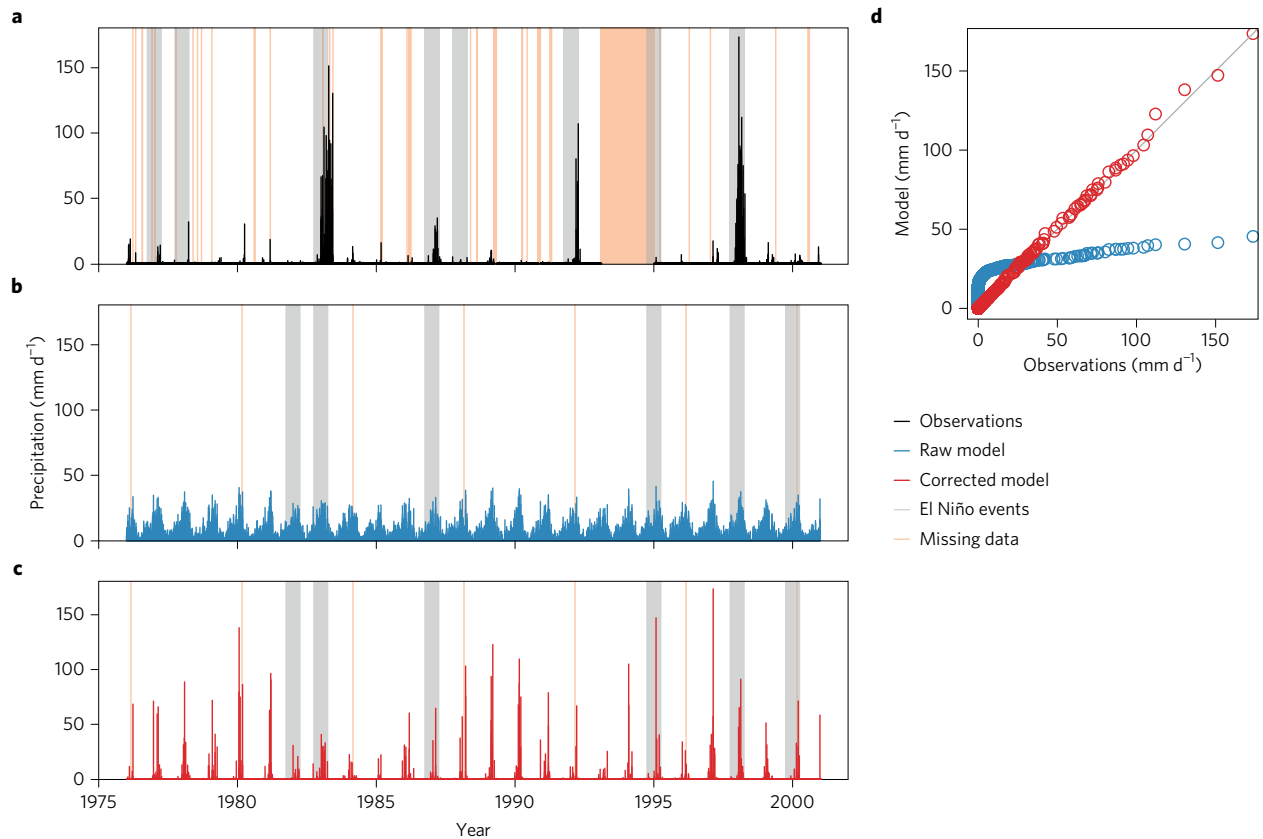 a
150
100
50
0
b
150
100
50
0
Precipitation (mm d⁻¹)
c
150
100
50
0
1975 1980 1985 1990 1995 2000
Year
d
150
100
50
0
Model (mm d⁻¹)
0 50 100 150
Observations (mm d⁻¹)
Observations
Raw model
Corrected model
El Niño events
Missing data